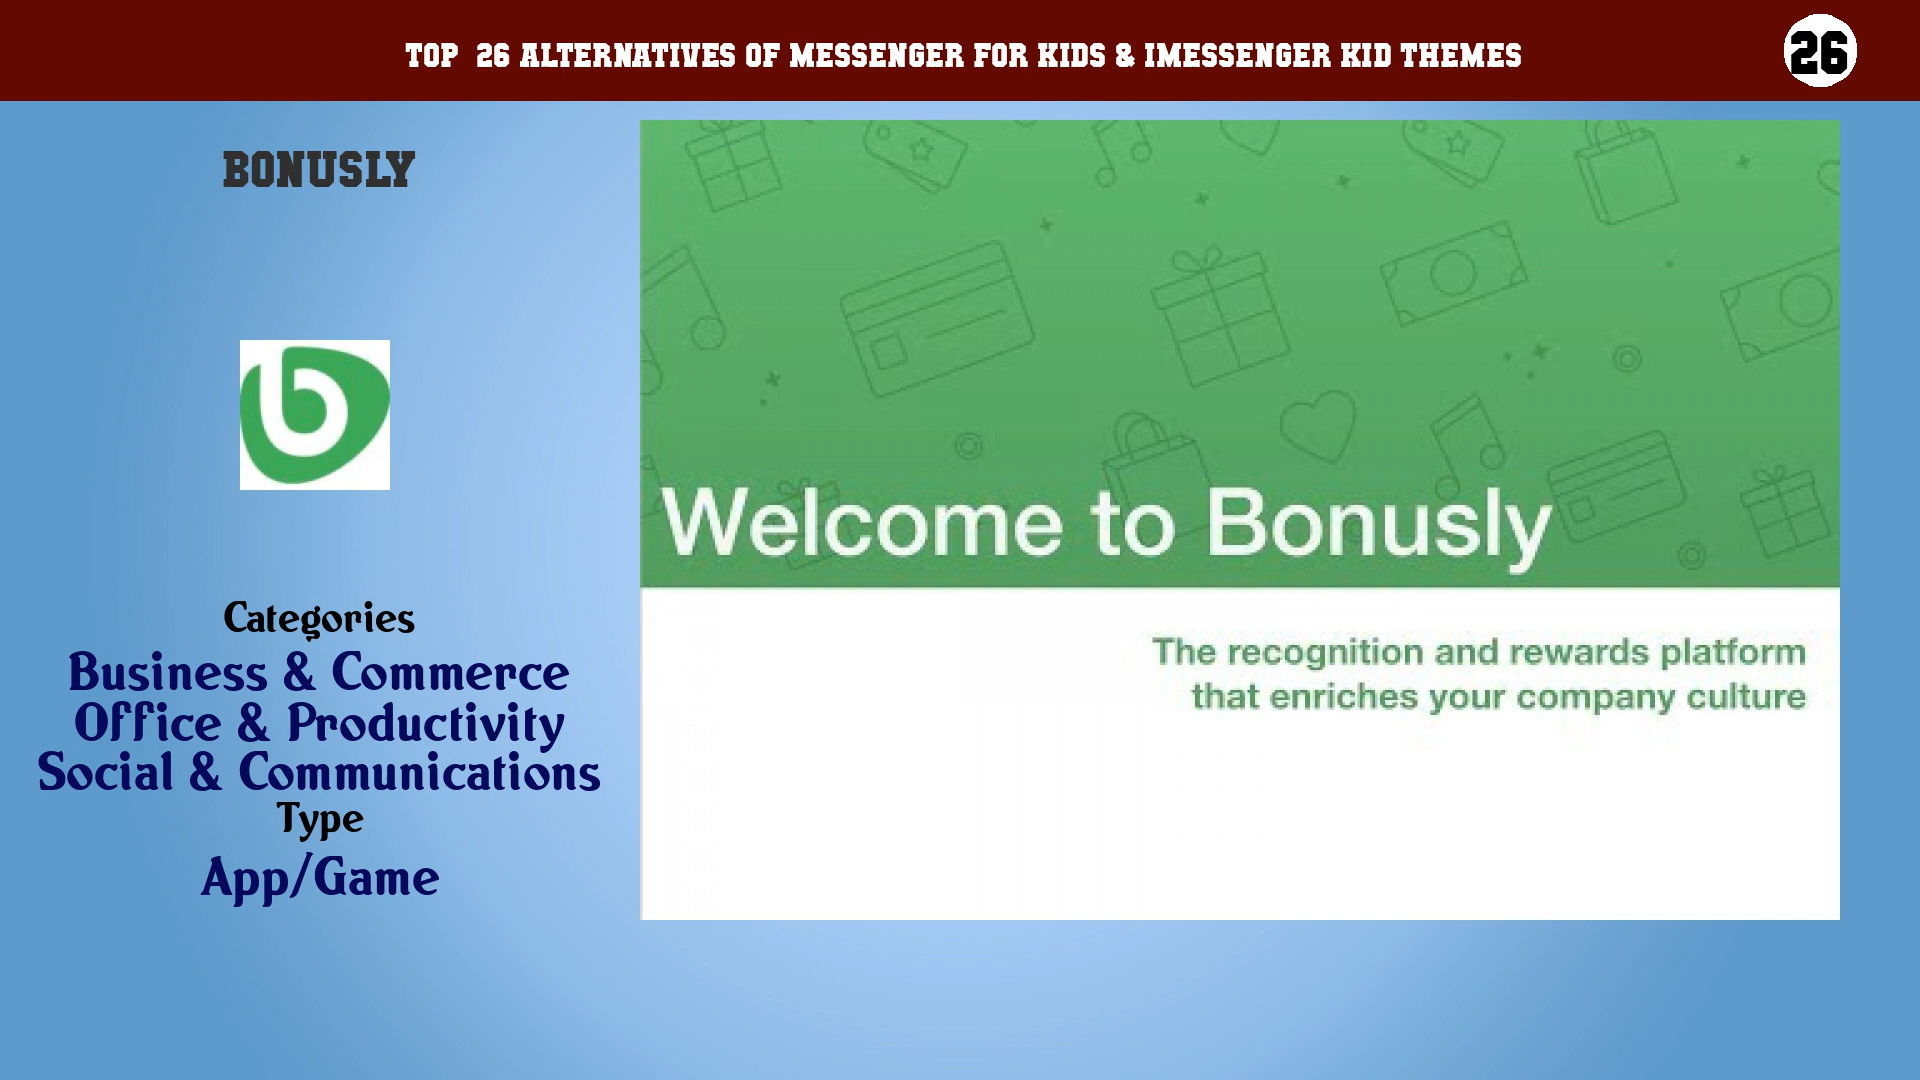 TOP 26 ALTERNATIVES OF MESSENGER FOR KIDS & IMESSENGER KID THEMES
26
BONUSLY
b
Categories
Business & Commerce
Office & Productivity
Social & Communications
Type
App/Game
Welcome to Bonusly
The recognition and rewards platform
that enriches your company culture